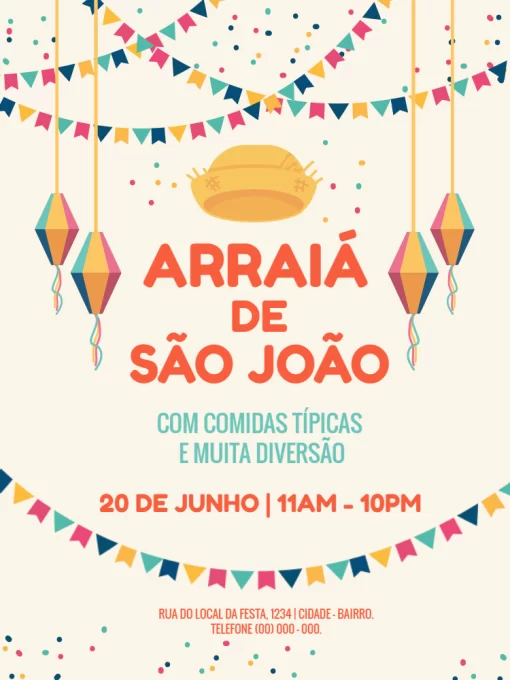 ARRAIÁ
DE
SÃO JOÃO
COM COMIDAS TÍPICAS
E MUITA DIVERSÃO
20 DE JUNHO | 11AM - 10PM
RUA DO LOCAL DA FESTA, 1234 | CIDADE - BAIRRO.
TELEFONE (00) 000 - 000.